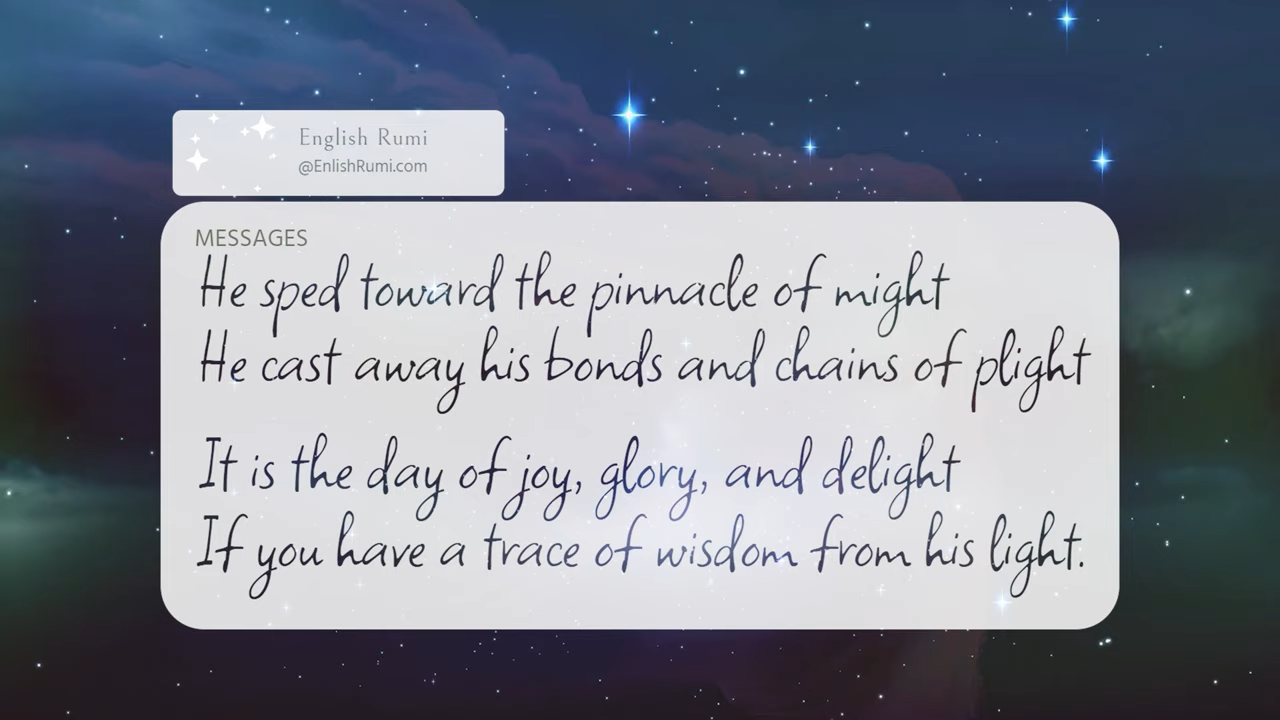 English Rumi
@EnlishRumi.com
MESSAGES
He sped toward the pinnacle of might
He cast away his bonds and chains of plight
It is the day of joy, glory, and delight
If you have a trace of wisdom from his light.